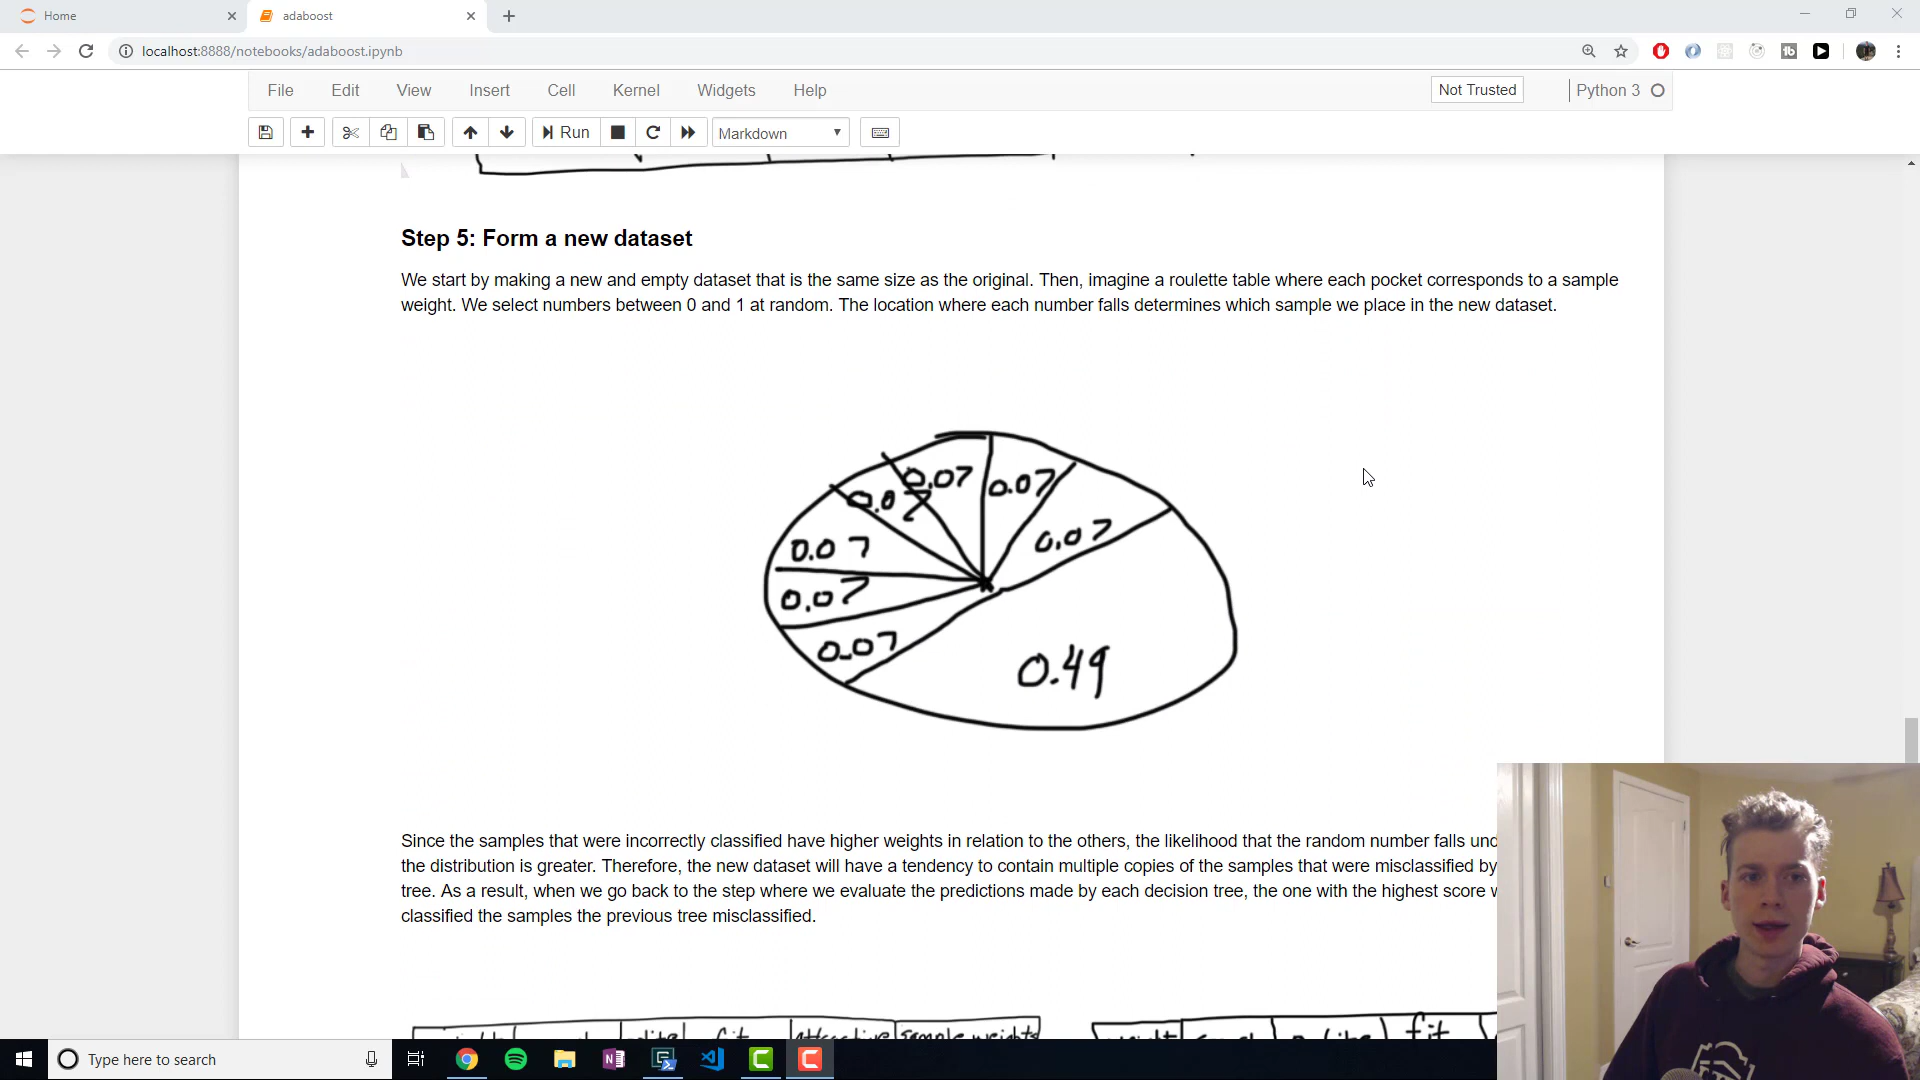 Home
adaboost
localhost:8888/notebooks/adaboost.ipynb
File Edit View Insert Cell Kernel Widgets Help
Not Trusted
Python 3
Run
Markdown
Step 5: Form a new dataset
We start by making a new and empty dataset that is the same size as the original. Then, imagine a roulette table where each pocket corresponds to a sample
weight. We select numbers between 0 and 1 at random. The location where each number falls determines which sample we place in the new dataset.
0.07
0.07
0.07
0.07
0.07
0.07
0.07
0.49
Since the samples that were incorrectly classified have higher weights in relation to the others, the likelihood that the random number falls
the distribution is greater. Therefore, the new dataset will have a tendency to contain multiple copies of the samples that were misclassified by
tree. As a result, when we go back to the step where we evaluate the predictions made by each decision tree, the one with the highest score
classified the samples the previous tree misclassified.
fit attractive sample weights
fit
Type here to search